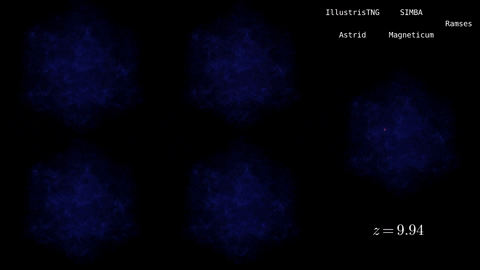 IllustrisTNG SIMBA
Ramses
Astrid Magneticum
z = 9.94